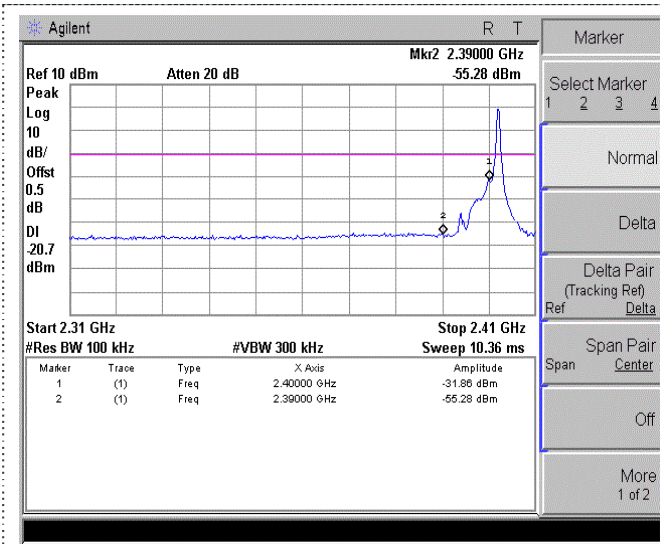 Agilent R T
Mkr2 2.39000 GHz
Ref 10 dBm Atten 20 dB -55.28 dBm
Peak
Log
10
dB/
Offst
0.5
dB
DI
-20.7
dBm
1
2
Start 2.31 GHz Stop 2.41 GHz
#Res BW 100 kHz #VBW 300 kHz Sweep 10.36 ms
Marker Trace Type X Axis Amplitude
1 (1) Freq 2.40000 GHz -31.86 dBm
2 (1) Freq 2.39000 GHz -55.28 dBm
Marker
Select Marker
1 2 3 4
Normal
Delta
Delta Pair
(Tracking Ref)
Ref Delta
Span Pair
Span Center
Off
More
1 of 2